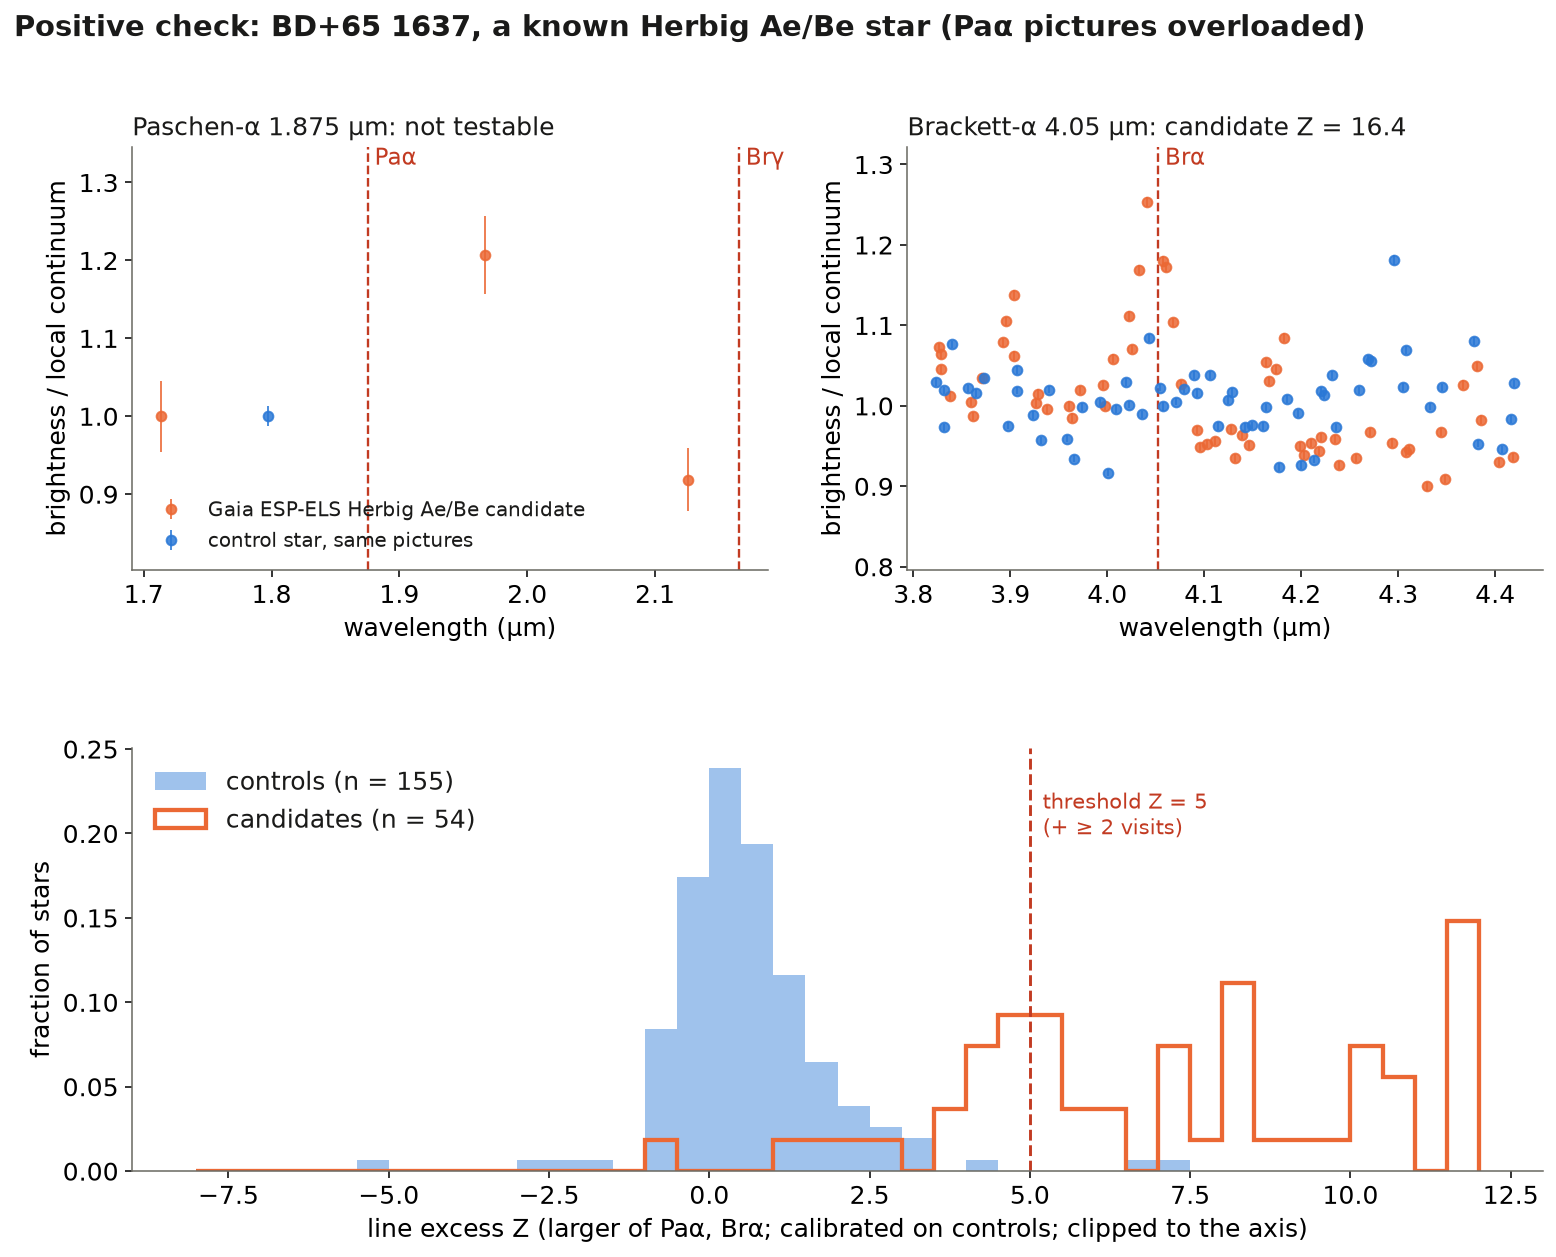 Positive check: BD+65 1637, a known Herbig Ae/Be star (Paα pictures overloaded)
Paschen-α 1.875 μm: not testable
Paα
Brγ
1.3
1.2
1.1
1.0
0.9
brightness / local continuum
Gaia ESP-ELS Herbig Ae/Be candidate
control star, same pictures
1.7 1.8 1.9 2.0 2.1
wavelength (μm)
Brackett-α 4.05 μm: candidate Z = 16.4
Brα
1.3
1.2
1.1
1.0
0.9
0.8
brightness / local continuum
3.8 3.9 4.0 4.1 4.2 4.3 4.4
wavelength (μm)
0.25
0.20
0.15
0.10
0.05
0.00
fraction of stars
controls (n = 155)
candidates (n = 54)
threshold Z = 5
(+ ≥ 2 visits)
−7.5 −5.0 −2.5 0.0 2.5 5.0 7.5 10.0 12.5
line excess Z (larger of Paα, Brα; calibrated on controls; clipped to the axis)